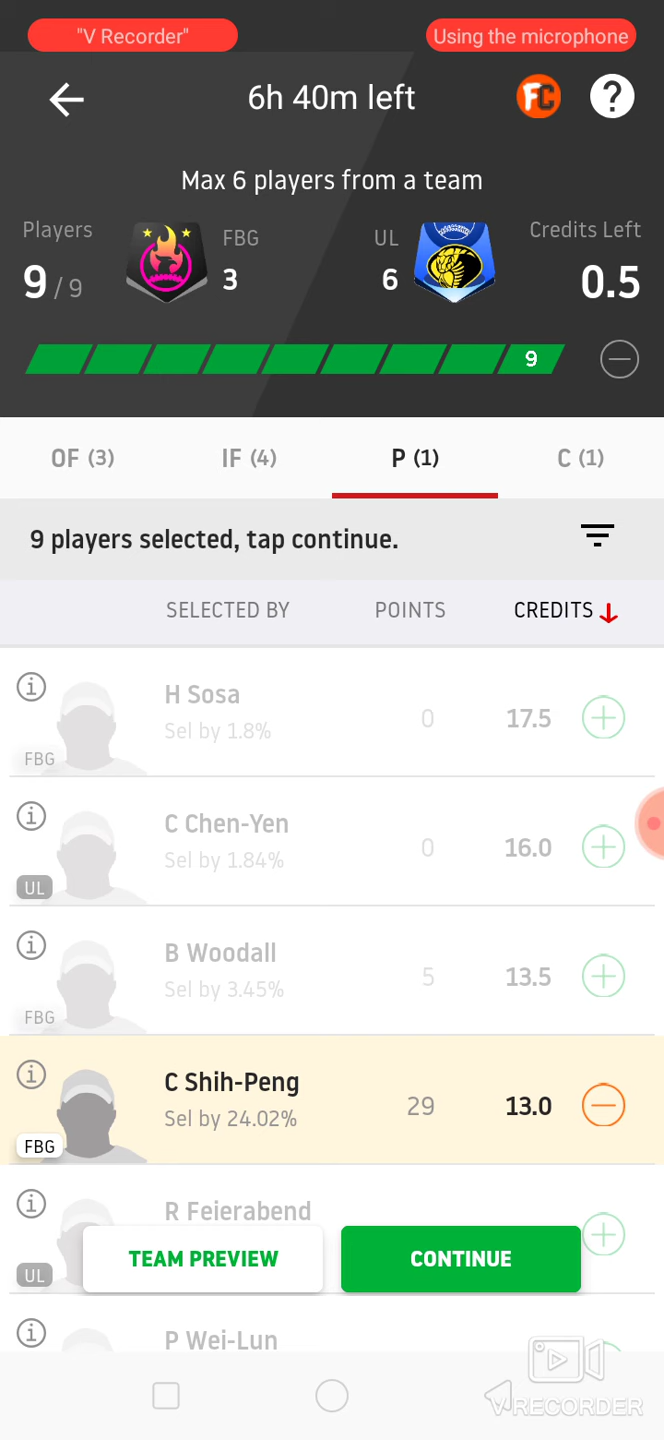 "V Recorder" Using the microphone
6h 40m left FC ?
Max 6 players from a team
Players FBG UL Credits Left
9 / 9 3 6 0.5
9
OF (3) IF (4) P (1) C (1)
9 players selected, tap continue.
SELECTED BY POINTS CREDITS
H Sosa
Sel by 1.8% 0 17.5
FBG
C Chen-Yen
Sel by 1.84% 0 16.0
UL
B Woodall
Sel by 3.45% 5 13.5
FBG
C Shih-Peng
Sel by 24.02% 29 13.0
FBG
R Feierabend
UL
TEAM PREVIEW CONTINUE
P Wei-Lun
VRECORDER